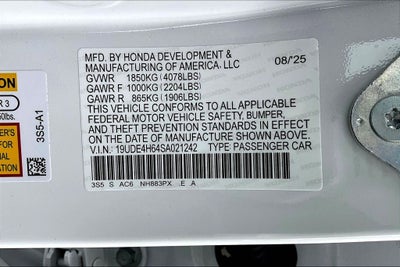 MFD. BY HONDA DEVELOPMENT &
MANUFACTURING OF AMERICA, LLC
08/'25
GVWR 1850KG (4078LBS)
GAWR F 1000KG (2204LBS)
GAWR R 865KG (1906LBS)
THIS VEHICLE CONFORMS TO ALL APPLICABLE
FEDERAL MOTOR VEHICLE SAFETY, BUMPER,
AND THEFT PREVENTION STANDARDS IN EFFECT
ON THE DATE OF MANUFACTURE SHOWN ABOVE.
V.I.N.: 19UDE4H64SA021242 TYPE PASSENGER CAR
3S5 S AC6 NH883PX E A
3S5-A1
ION
R 3